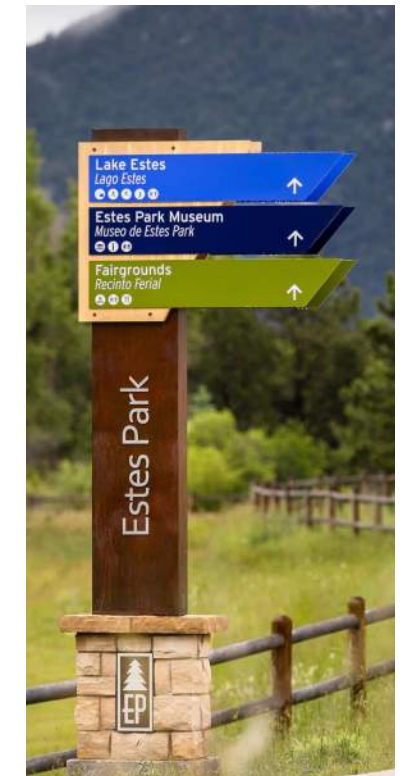 Lake Estes
Lago Estes
Estes Park Museum
Museo de Estes Park
Fairgrounds
Recinto Ferial
Estes Park
EP